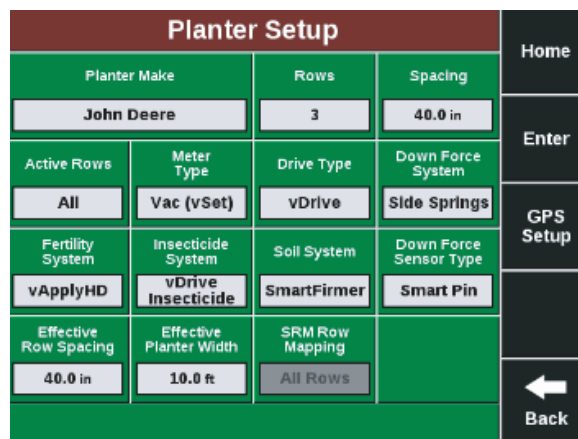 Planter Setup
Home
Planter Make
Rows
Spacing
John Deere
3
40.0 in
Enter
Active Rows
Meter
Type
Drive Type
Down Force
System
All
Vac (vSet)
vDrive
Side Springs
GPS
Setup
Fertility
System
Insecticide
System
Soil System
Down Force
Sensor Type
vApplyHD
vDrive
Insecticide
SmartFirmer
Smart Pin
Effective
Row Spacing
Effective
Planter Width
SRM Row
Mapping
40.0 in
10.0 ft
All Rows
Back